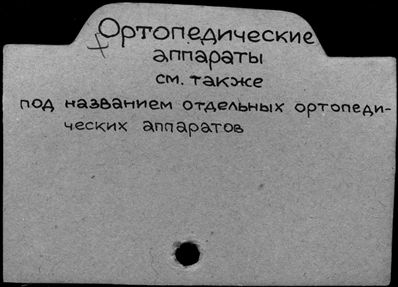 Ортопедические
аппараты
см. также
под названием отдельных ортопеди-
ческих аппаратов